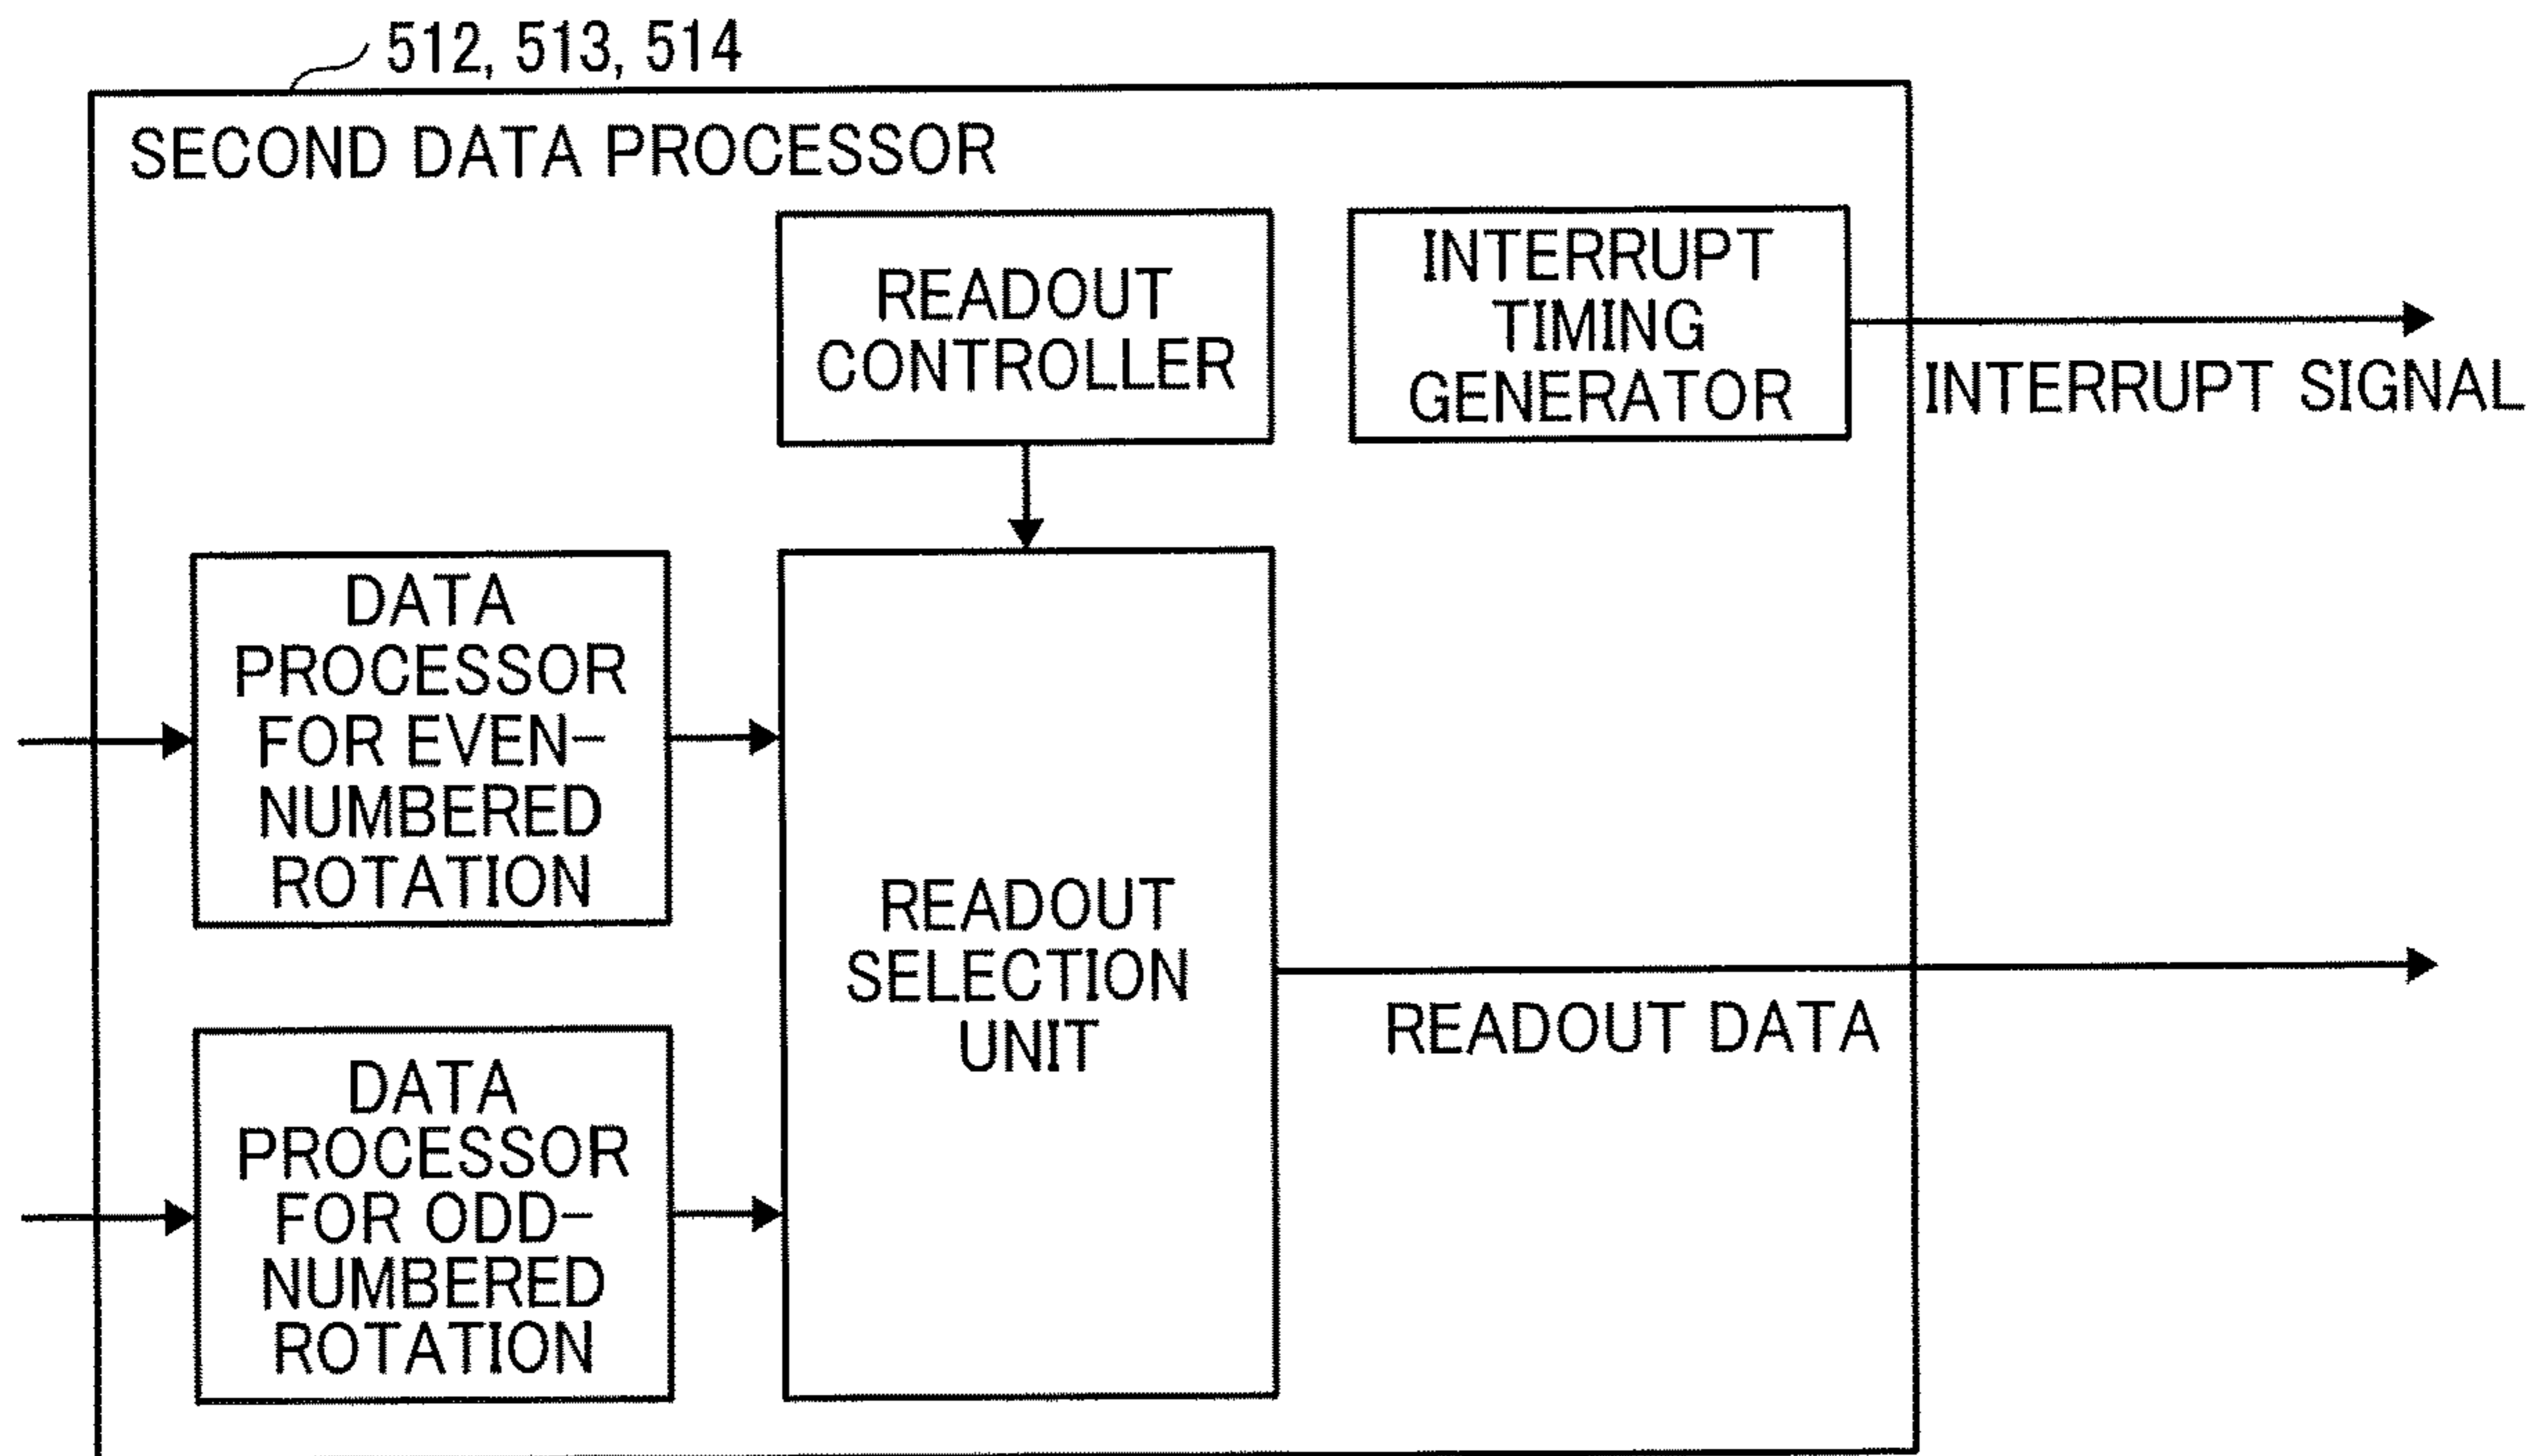 512, 513, 514
SECOND DATA PROCESSOR
READOUT
CONTROLLER
INTERRUPT
TIMING
GENERATOR
INTERRUPT SIGNAL
DATA
PROCESSOR
FOR EVEN-
NUMBERED
ROTATION
READOUT
SELECTION
UNIT
READOUT DATA
DATA
PROCESSOR
FOR ODD-
NUMBERED
ROTATION